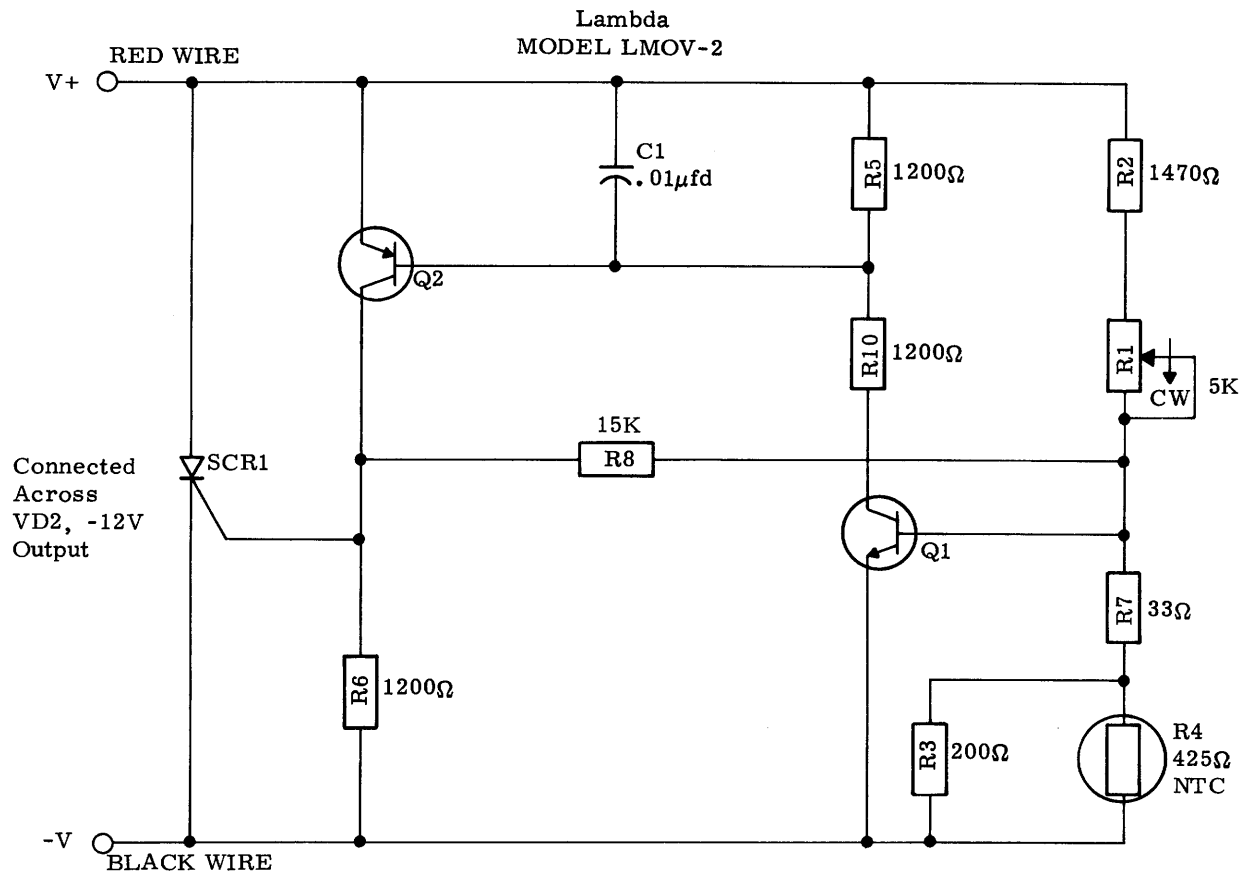 Lambda
MODEL LMOV-2
RED WIRE
V+
C1
.01μfd
R5
1200Ω
R2
1470Ω
Q2
R10
1200Ω
R1
CW
5K
15K
R8
SCR1
Connected
Across
VD2, -12V
Output
Q1
R7
33Ω
R6
1200Ω
R3
200Ω
R4
425Ω
NTC
-V
BLACK WIRE